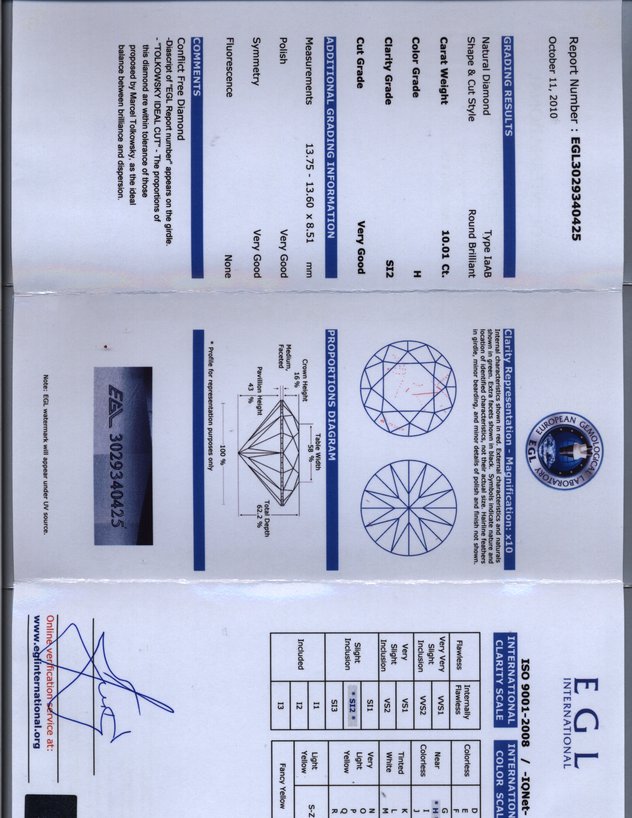 Report Number : EGL3029340425
October 11, 2010
GRADING RESULTS
Natural Diamond Type IaAB
Shape & Cut Style Round Brilliant
Carat Weight 10.01 Ct.
Color Grade H
Clarity Grade SI2
Cut Grade Very Good
ADDITIONAL GRADING INFORMATION
Measurements 13.75 - 13.60 x 8.51 mm
Polish Very Good
Symmetry Very Good
Fluorescence None
COMMENTS
Conflict Free Diamond
-Diascript of "EGL Report number" appears on the girdle.
- "TOLKOWSKY IDEAL CUT" - The proportions of
this diamond are within tolerance of those
proposed by Marcel Tolkowsky, as the ideal
balance between brilliance and dispersion.
EUROPEAN GEMOLOGICAL LABORATORY
EGL
Clarity Representation - Magnification: x10
Internal characteristics shown in red. External characteristics and naturals
shown in green. Extra facets shown in black. Symbols indicate nature and
location of identified characteristics, not their actual size. Hairline feathers
in girdle, minor bearding, and minor details of polish and finish not shown.
PROPORTIONS DIAGRAM
Table Width
58 %
Crown Height
16 %
Medium,
Faceted
Pavillion Height
43 %
Total Depth
62.2 %
100 %
* Profile for representation purposes only
EGL 3029340425
Note: EGL watermark will appear under UV source.
EGL
INTERNATIONAL
ISO 9001-2008 / -IQNet-
INTERNATIONAL
CLARITY SCALE
Flawless
Internally
Flawless
Very Very
Slight
Inclusion
VVS1
VVS2
Very
Slight
Inclusion
VS1
VS2
Slight
Inclusion
SI1
* SI2 *
SI3
Included
I1
I2
I3
INTERNATION
COLOR SCAL
Colorless
D
E
F
Near
Colorless
G
* H
I
J
Tinted
White
K
L
M
Very
Light
Yellow
N
O
P
Q
R
Light
Yellow
S-Z
Fancy Yellow
Online verification service at:
www.eglinternational.org